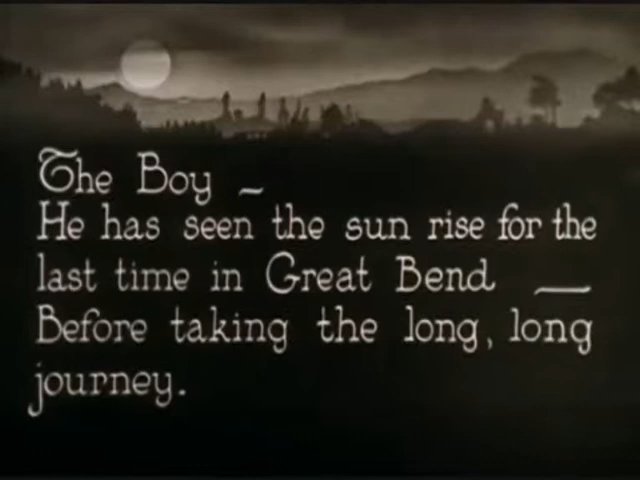 The Boy –
He has seen the sun rise for the
last time in Great Bend —
Before taking the long, long
journey.